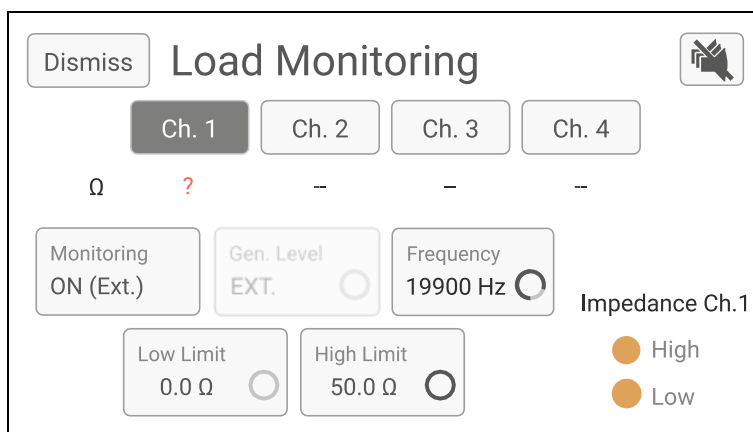 Dismiss Load Monitoring
Ch. 1 Ch. 2 Ch. 3 Ch. 4
Ω ? -- – --
Monitoring Gen. Level Frequency
ON (Ext.) EXT. 19900 Hz
Impedance Ch.1
Low Limit High Limit High
0.0 Ω 50.0 Ω Low